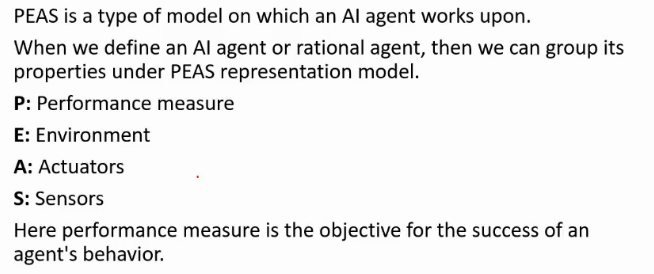 PEAS is a type of model on which an AI agent works upon.
When we define an AI agent or rational agent, then we can group its
properties under PEAS representation model.
P: Performance measure
E: Environment
A: Actuators
S: Sensors
Here performance measure is the objective for the success of an
agent's behavior.